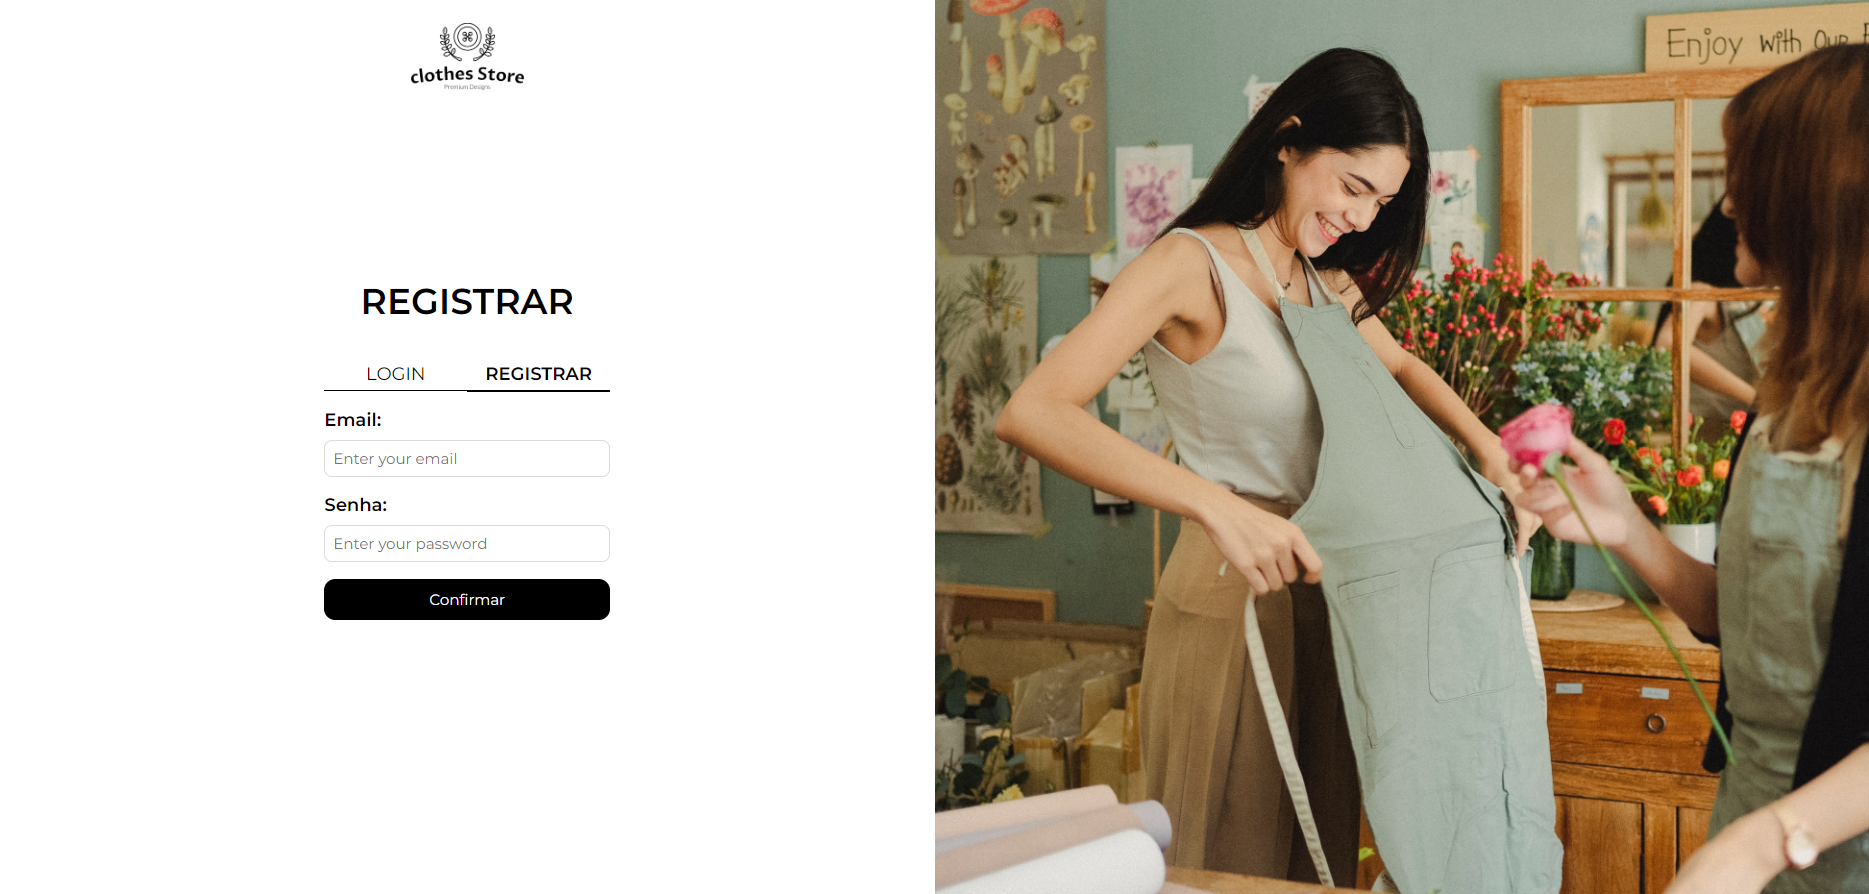 clothes Store
Premium Designs
REGISTRAR
LOGIN REGISTRAR
Email:
Enter your email
Senha:
Enter your password
Confirmar
Enjoy with Our